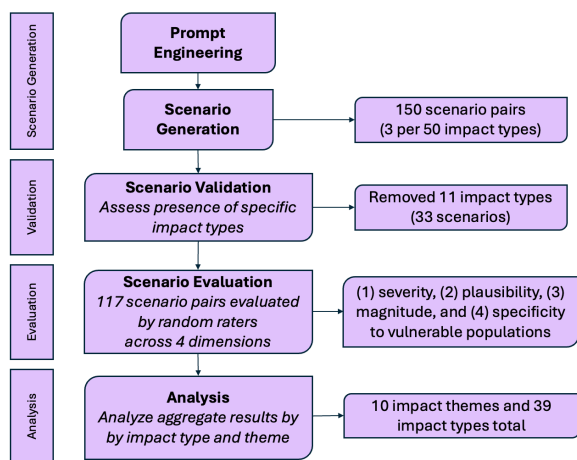 Scenario Generation
Prompt
Engineering
Scenario
Generation
150 scenario pairs
(3 per 50 impact types)
Validation
Scenario Validation
Assess presence of specific
impact types
Removed 11 impact types
(33 scenarios)
Evaluation
Scenario Evaluation
117 scenario pairs evaluated
by random raters
across 4 dimensions
(1) severity, (2) plausibility, (3)
magnitude, and (4) specificity
to vulnerable populations
Analysis
Analysis
Analyze aggregate results by
by impact type and theme
10 impact themes and 39
impact types total